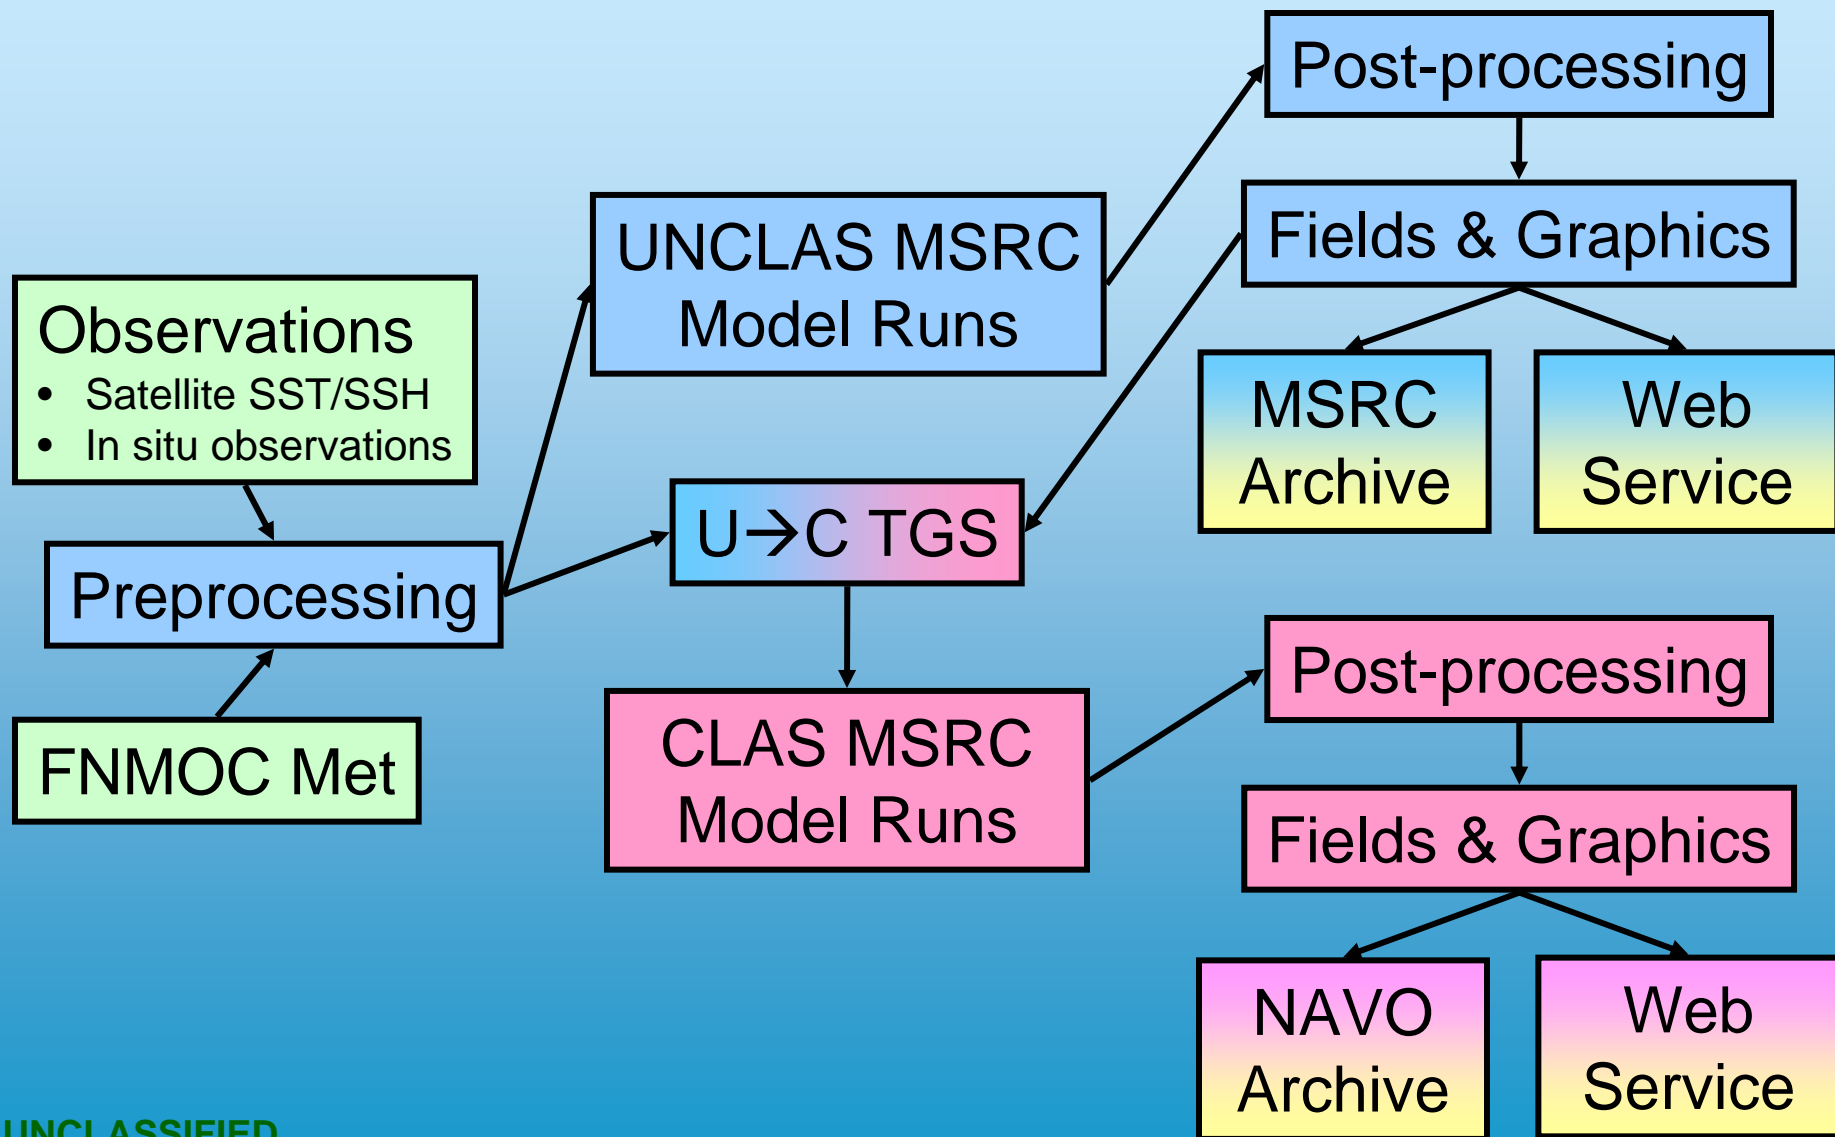 Post-processing
Fields & Graphics
MSRC
Archive
Web
Service
UNCLAS MSRC
Model Runs
Observations
• Satellite SST/SSH
• In situ observations
Preprocessing
FNMOC Met
U→C TGS
CLAS MSRC
Model Runs
Post-processing
Fields & Graphics
NAVO
Archive
Web
Service
UNCLASSIFIED